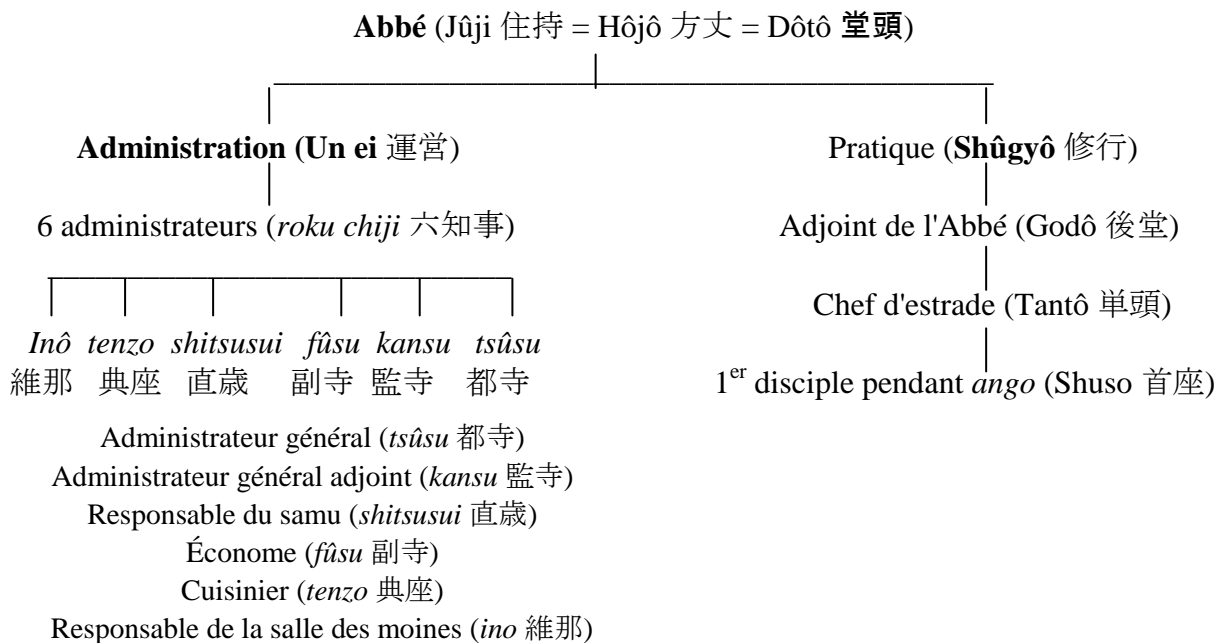 Abbé (Jûji 住持 = Hôjô 方丈 = Dôtô 堂頭)
Administration (Un ei 運営)
Pratique (Shûgyô 修行)
6 administrateurs (roku chiji 六知事)
Adjoint de l'Abbé (Godô 後堂)
Chef d'estrade (Tantô 単頭)
Inô tenzo shitsusui fûsu kansu tsûsu
維那 典座 直歳 副寺 監寺 都寺
1er disciple pendant ango (Shuso 首座)
Administrateur général (tsûsu 都寺)
Administrateur général adjoint (kansu 監寺)
Responsable du samu (shitsusui 直歳)
Économe (fûsu 副寺)
Cuisinier (tenzo 典座)
Responsable de la salle des moines (ino 維那)